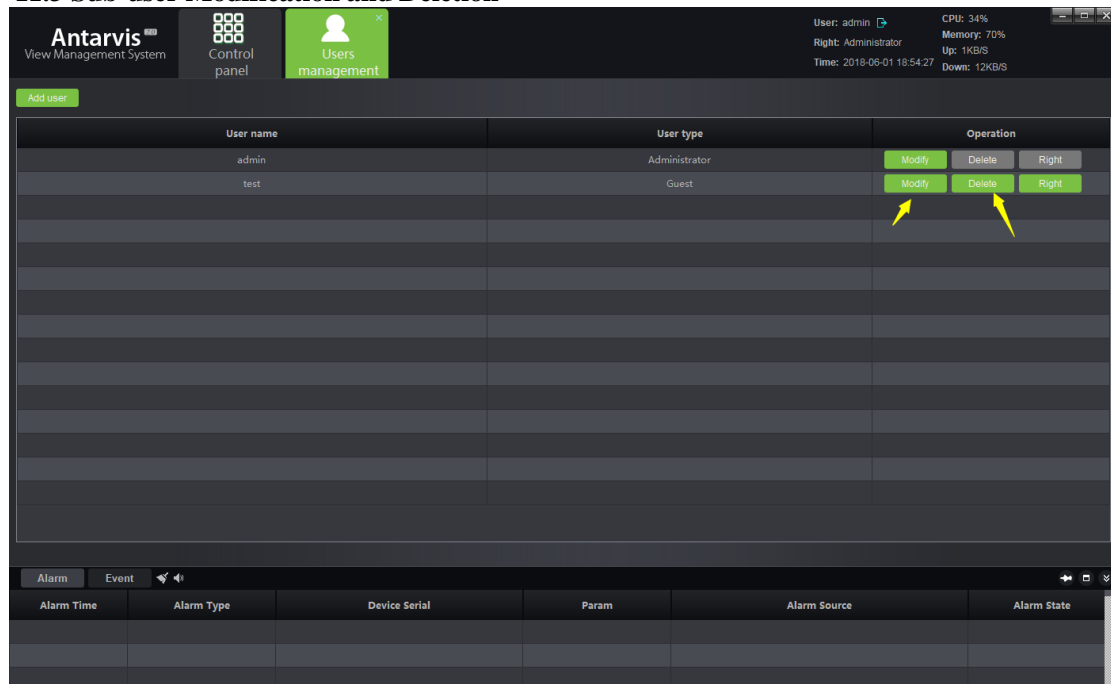 User: admin CPU: 34%
Antarvis 2.0 Memory: 70%
View Management System Control Users Right: Administrator Up: 1KB/S
panel management Time: 2018-06-01 18:54:27 Down: 12KB/S
Add user
User name User type Operation
admin Administrator Modify Delete Right
test Guest Modify Delete Right
Alarm Event
Alarm Time Alarm Type Device Serial Param Alarm Source Alarm State